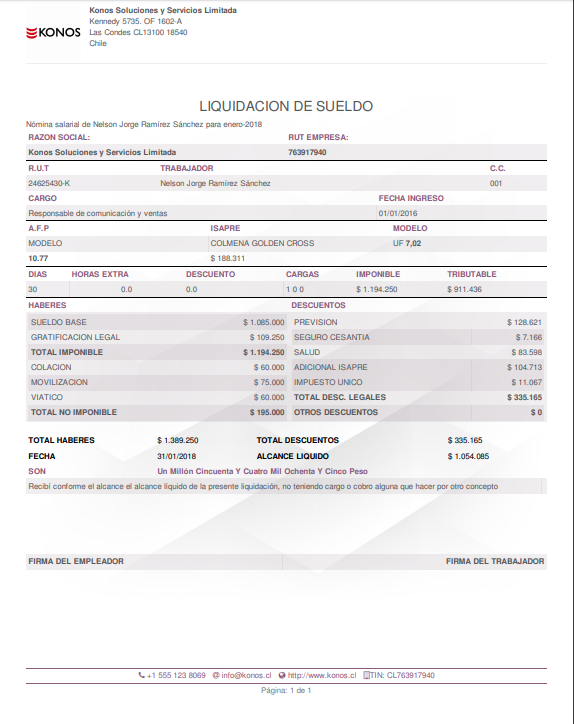 KONOS
Konos Soluciones y Servicios Limitada
Kennedy 5735. OF 1602-A
Las Condes CL13100 18540
Chile
LIQUIDACION DE SUELDO
Nómina salarial de Nelson Jorge Ramírez Sánchez para enero-2018
RAZON SOCIAL: RUT EMPRESA:
Konos Soluciones y Servicios Limitada 763917940
R.U.T TRABAJADOR C.C.
24625430-K Nelson Jorge Ramírez Sánchez 001
CARGO FECHA INGRESO
Responsable de comunicación y ventas 01/01/2016
A.F.P ISAPRE MODELO
MODELO COLMENA GOLDEN CROSS UF 7,02
10.77 $ 188.311
DIAS HORAS EXTRA DESCUENTO CARGAS IMPONIBLE TRIBUTABLE
30 0.0 0.0 1 0 0 $ 1.194.250 $ 911.436
HABERES DESCUENTOS
SUELDO BASE $ 1.085.000 PREVISION $ 128.621
GRATIFICACION LEGAL $ 109.250 SEGURO CESANTIA $ 7.166
TOTAL IMPONIBLE $ 1.194.250 SALUD $ 83.598
COLACION $ 60.000 ADICIONAL ISAPRE $ 104.713
MOVILIZACION $ 75.000 IMPUESTO UNICO $ 11.067
VIATICO $ 60.000 TOTAL DESC. LEGALES $ 335.165
TOTAL NO IMPONIBLE $ 195.000 OTROS DESCUENTOS $ 0
TOTAL HABERES $ 1.389.250 TOTAL DESCUENTOS $ 335.165
FECHA 31/01/2018 ALCANCE LIQUIDO $ 1.054.085
SON Un Millón Cincuenta Y Cuatro Mil Ochenta Y Cinco Peso
Recibí conforme el alcance el alcance líquido de la presente liquidación, no teniendo cargo o cobro alguna que hacer por otro concepto
FIRMA DEL EMPLEADOR FIRMA DEL TRABAJADOR
+1 555 123 8069 @ info@konos.cl http://www.konos.cl TIN: CL763917940
Página: 1 de 1